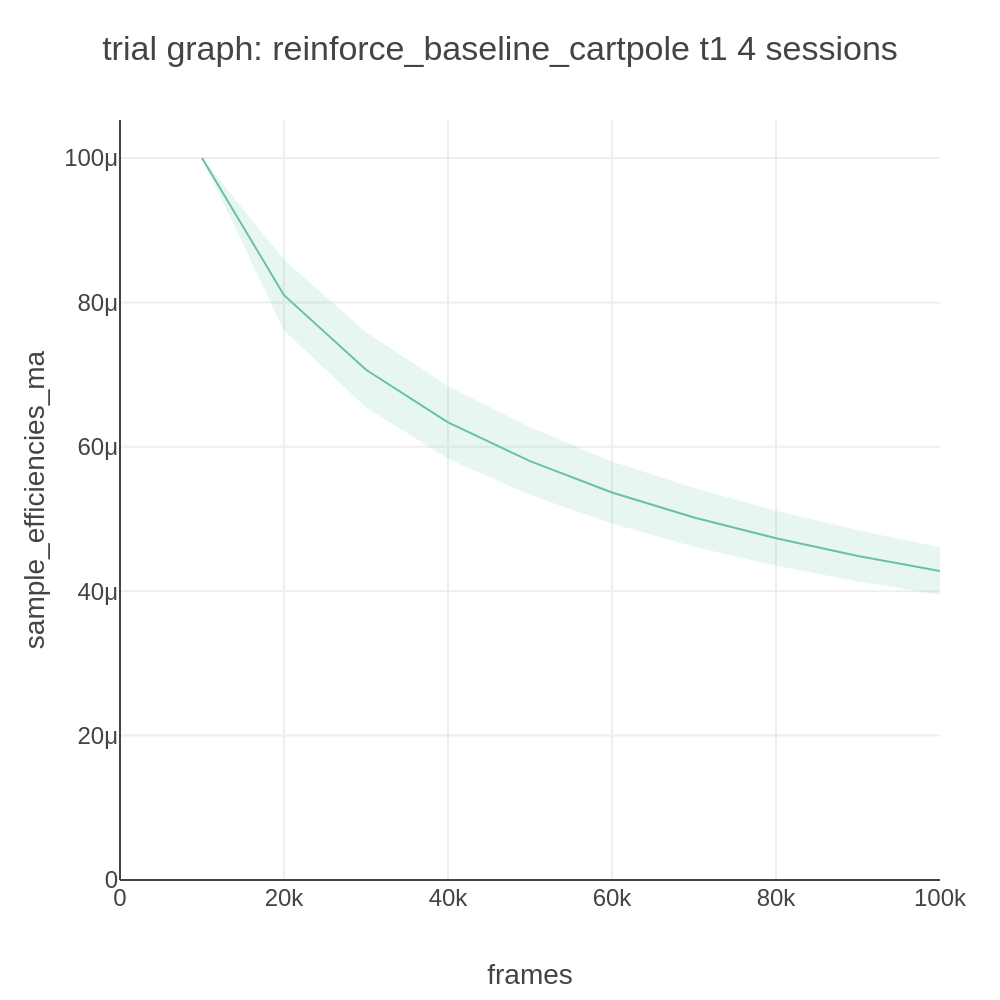 trial graph: reinforce_baseline_cartpole t1 4 sessions
sample_efficiencies_ma
100μ
80μ
60μ
40μ
20μ
0
0 20k 40k 60k 80k 100k
frames